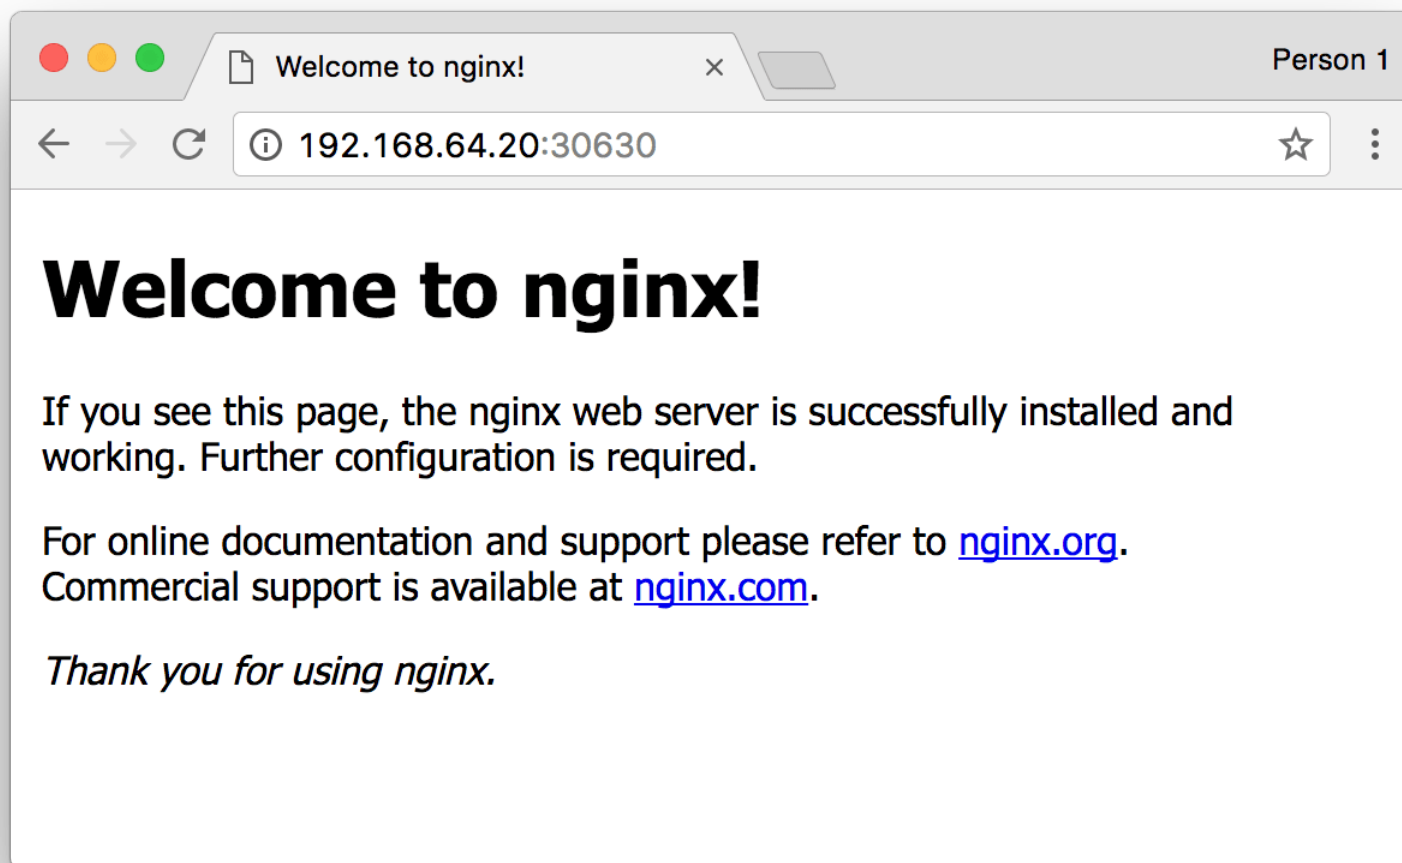 Welcome to nginx!
Person 1
192.168.64.20:30630
Welcome to nginx!
If you see this page, the nginx web server is successfully installed and
working. Further configuration is required.
For online documentation and support please refer to nginx.org.
Commercial support is available at nginx.com.
Thank you for using nginx.